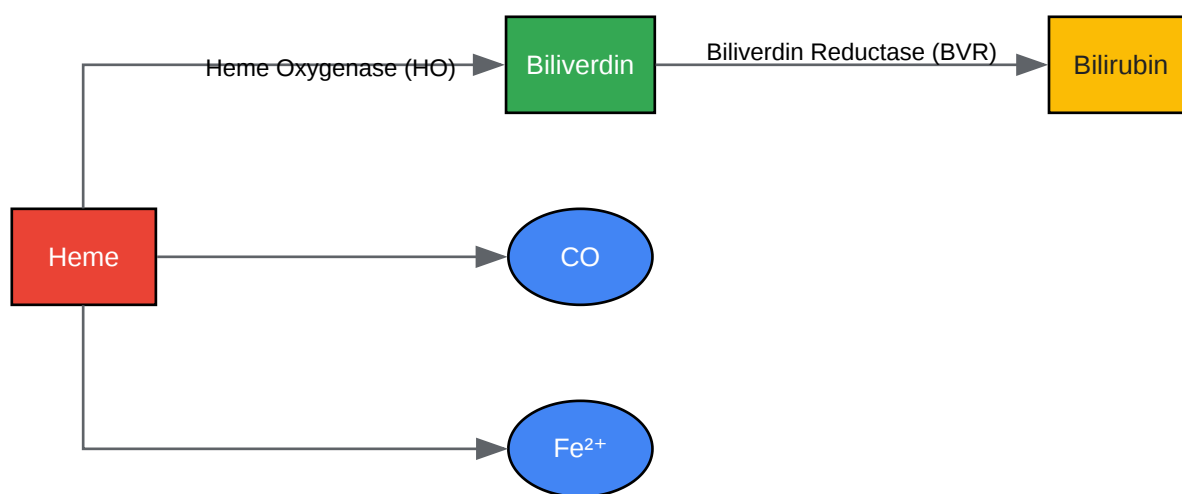 Heme Oxygenase (HO)
Biliverdin
Biliverdin Reductase (BVR)
Bilirubin
Heme
CO
Fe²⁺